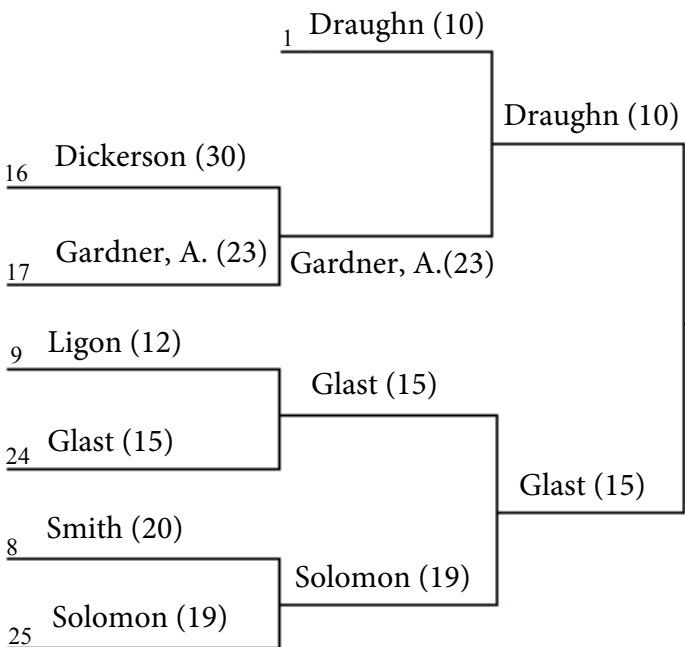 1 Draughn (10)
Draughn (10)
16 Dickerson (30)
17 Gardner, A. (23)
Gardner, A.(23)
9 Ligon (12)
Glast (15)
24 Glast (15)
Glast (15)
8 Smith (20)
Solomon (19)
25 Solomon (19)